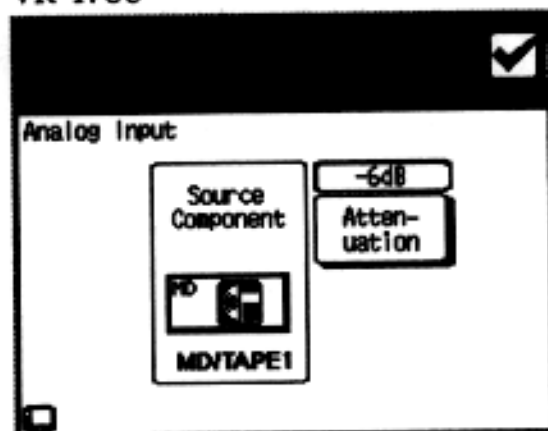 Analog Input
Source
Component
MD
MD/TAPE1
-6dB
Atten-
uation